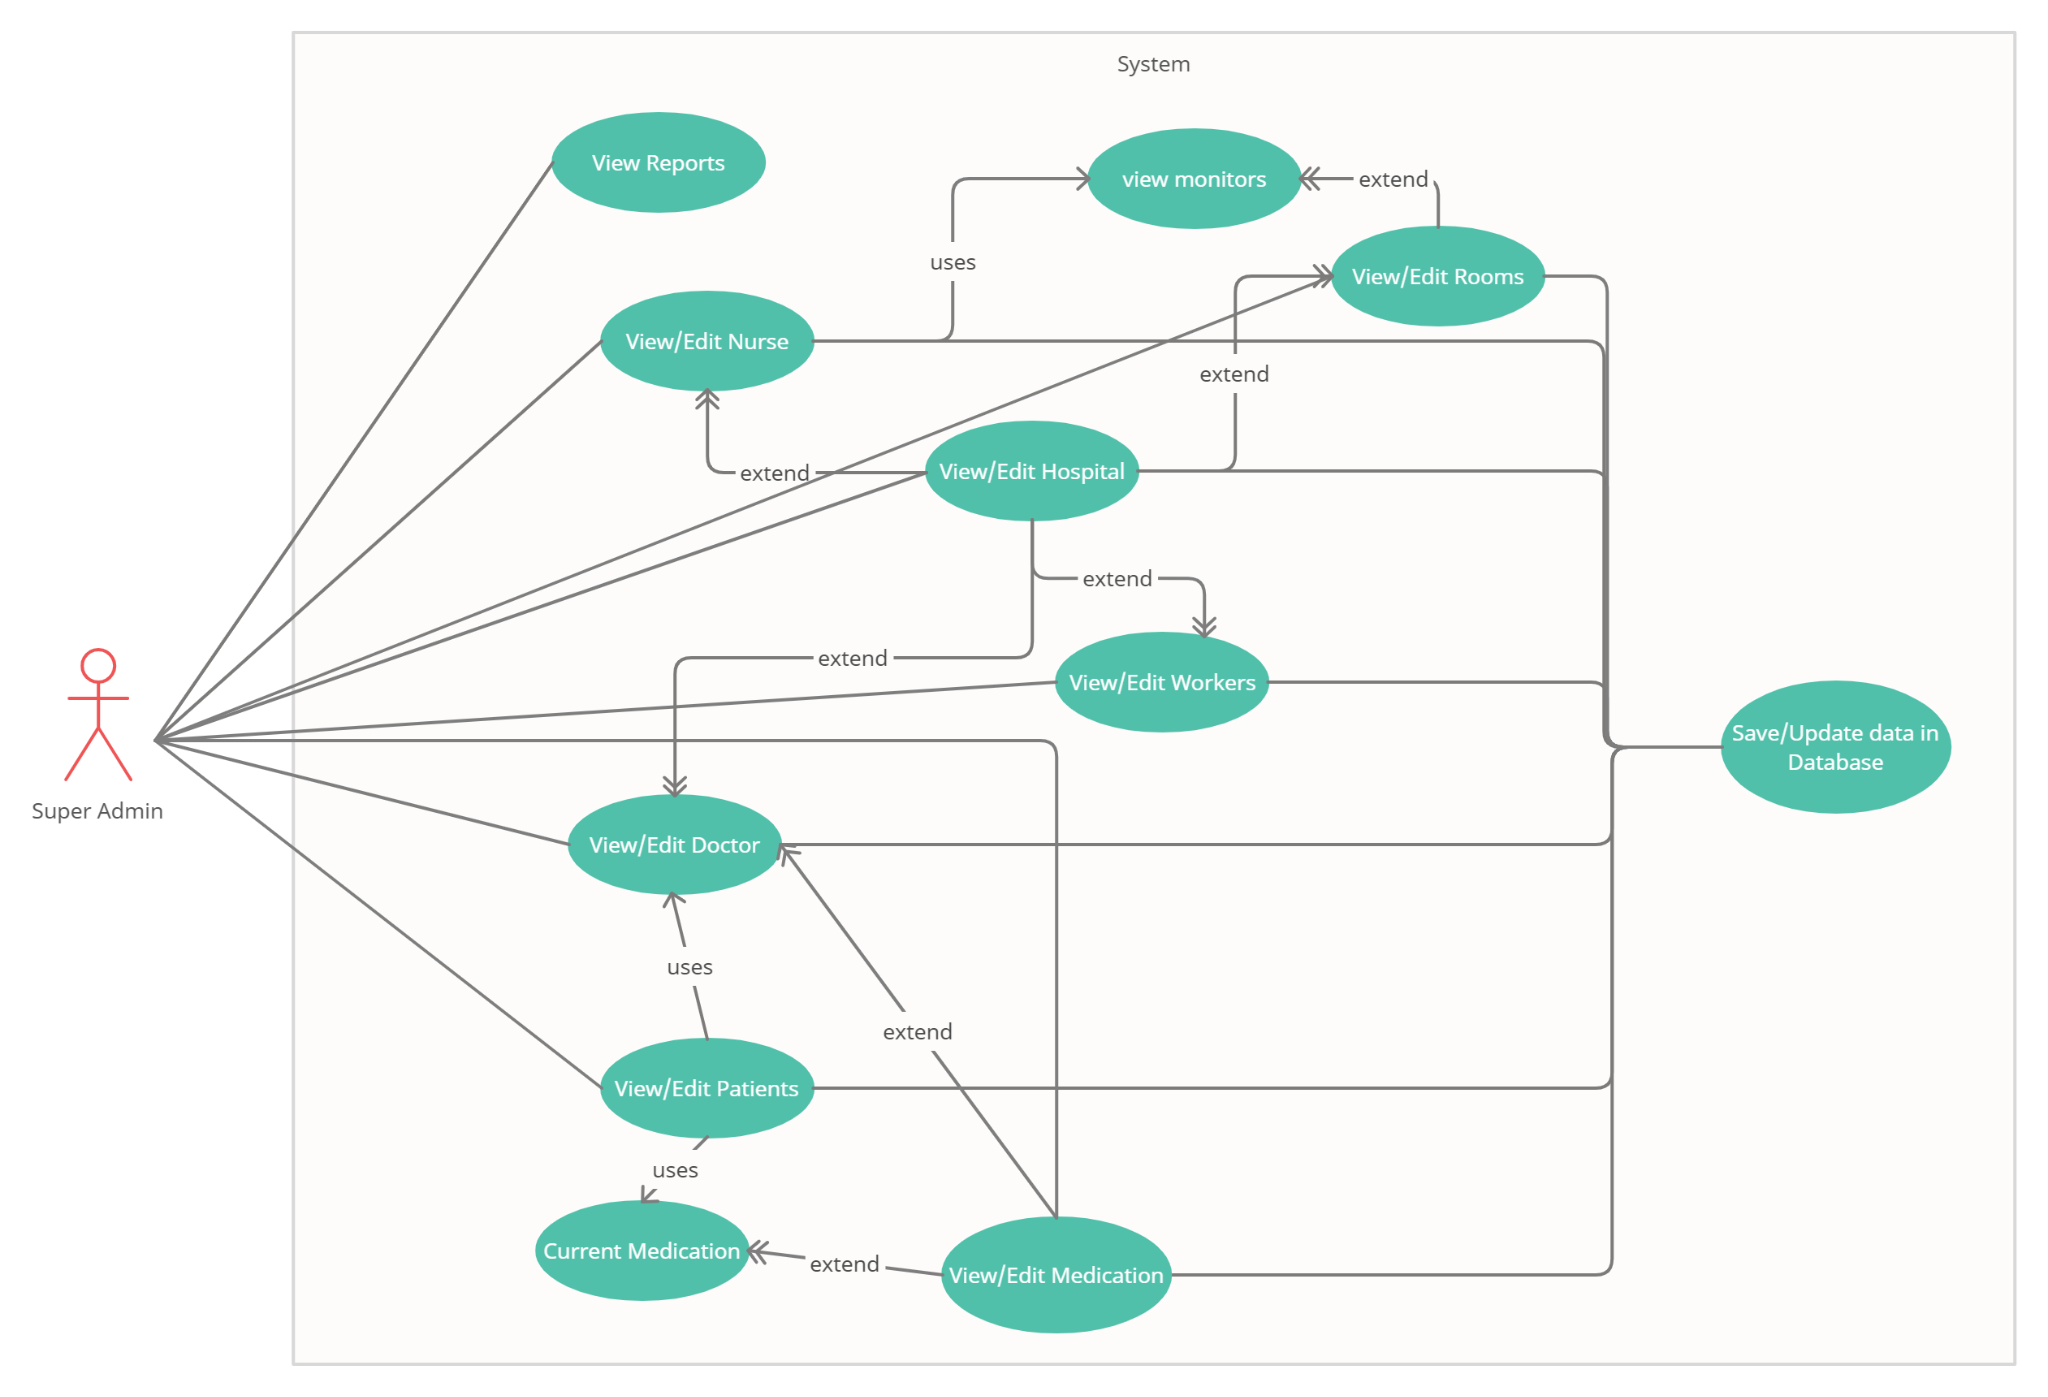 System
View Reports
view monitors
extend
View/Edit Rooms
uses
View/Edit Nurse
extend
extend
View/Edit Hospital
extend
extend
View/Edit Workers
Super Admin
Save/Update data in
Database
View/Edit Doctor
uses
extend
View/Edit Patients
uses
Current Medication
extend
View/Edit Medication